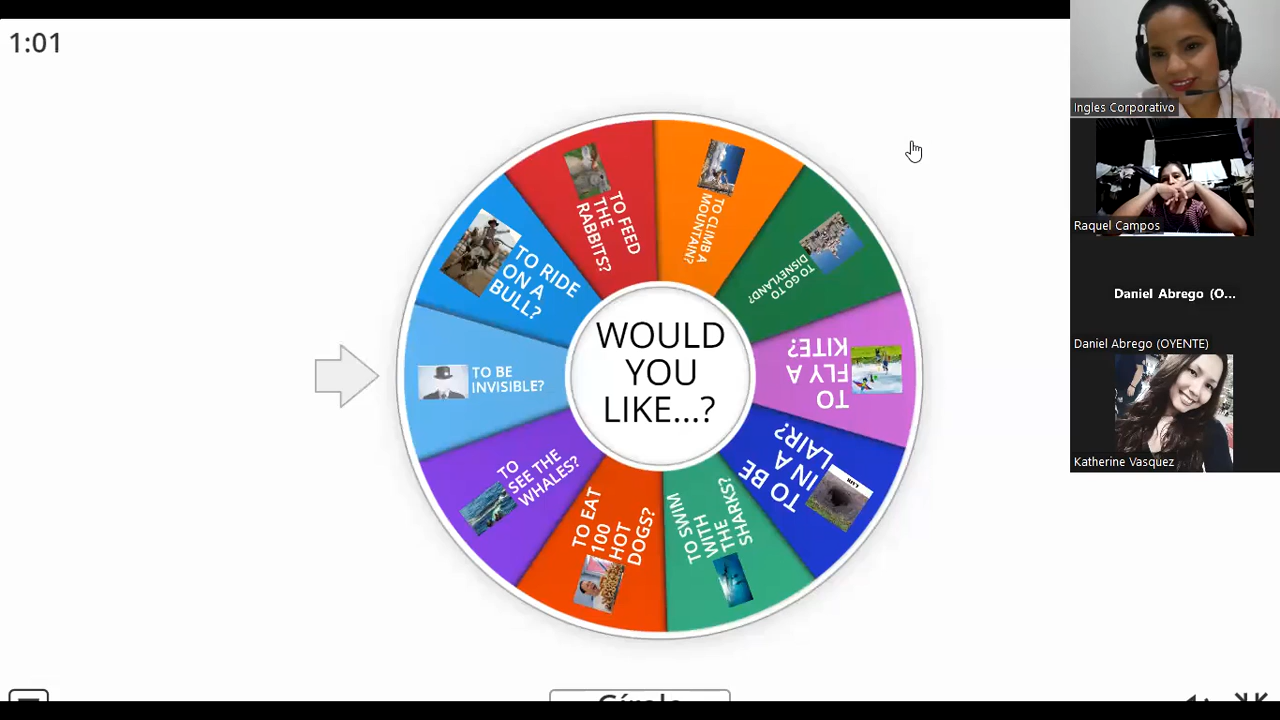 1:01
WOULD
YOU
LIKE...?
TO CLIMB A
MOUNTAIN?
TO GO TO
DISNEYLAND?
TO
FLY A
KITE?
TO BE
IN A
LAIR?
TO SWIM
WITH
THE
SHARKS?
TO EAT
100
HOT
DOGS?
TO
SEE THE
WHALES?
TO BE
INVISIBLE?
TO RIDE
ON A
BULL?
TO FEED
THE
RABBITS?
Ingles Corporativo
Raquel Campos
Daniel Abrego (O...
Daniel Abrego (OYENTE)
Katherine Vasquez